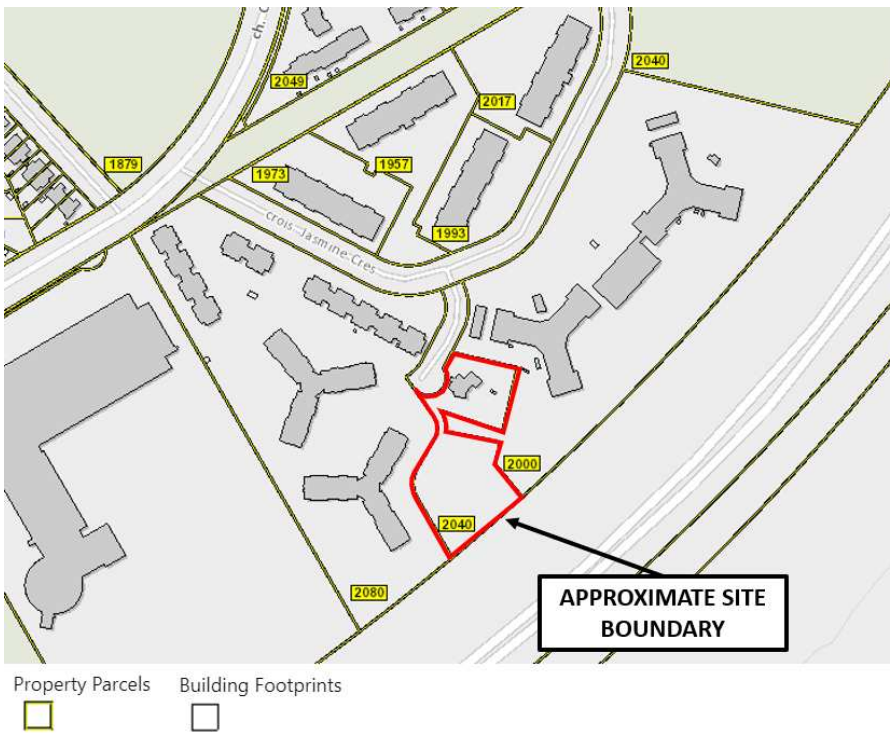 ch. C
2040
2049
2017
1879
1957
1973
1993
crois. Jasmine Cres
2000
2040
2080
APPROXIMATE SITE
BOUNDARY
Property Parcels Building Footprints